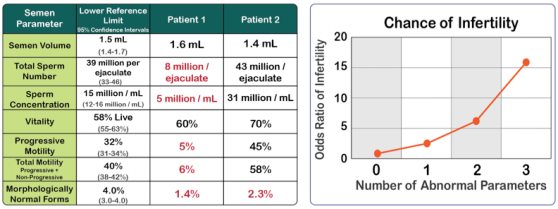 Semen Parameter
Lower Reference Limit
95% Confidence Intervals
Patient 1
Patient 2
Semen Volume
1.5 mL
(1.4-1.7)
1.6 mL
1.4 mL
Total Sperm Number
39 million per ejaculate
(33-46)
8 million / ejaculate
43 million / ejaculate
Sperm Concentration
15 million / mL
(12-16 million / mL)
5 million / mL
31 million / mL
Vitality
58% Live
(55-63%)
60%
70%
Progressive Motility
32%
(31-34%)
5%
45%
Total Motility
Progressive + Non-Progressive
40%
(38-42%)
6%
58%
Morphologically Normal Forms
4.0%
(3.0-4.0)
1.4%
2.3%
Chance of Infertility
Odds Ratio of Infertility
20
15
10
5
0
0 1 2 3
Number of Abnormal Parameters